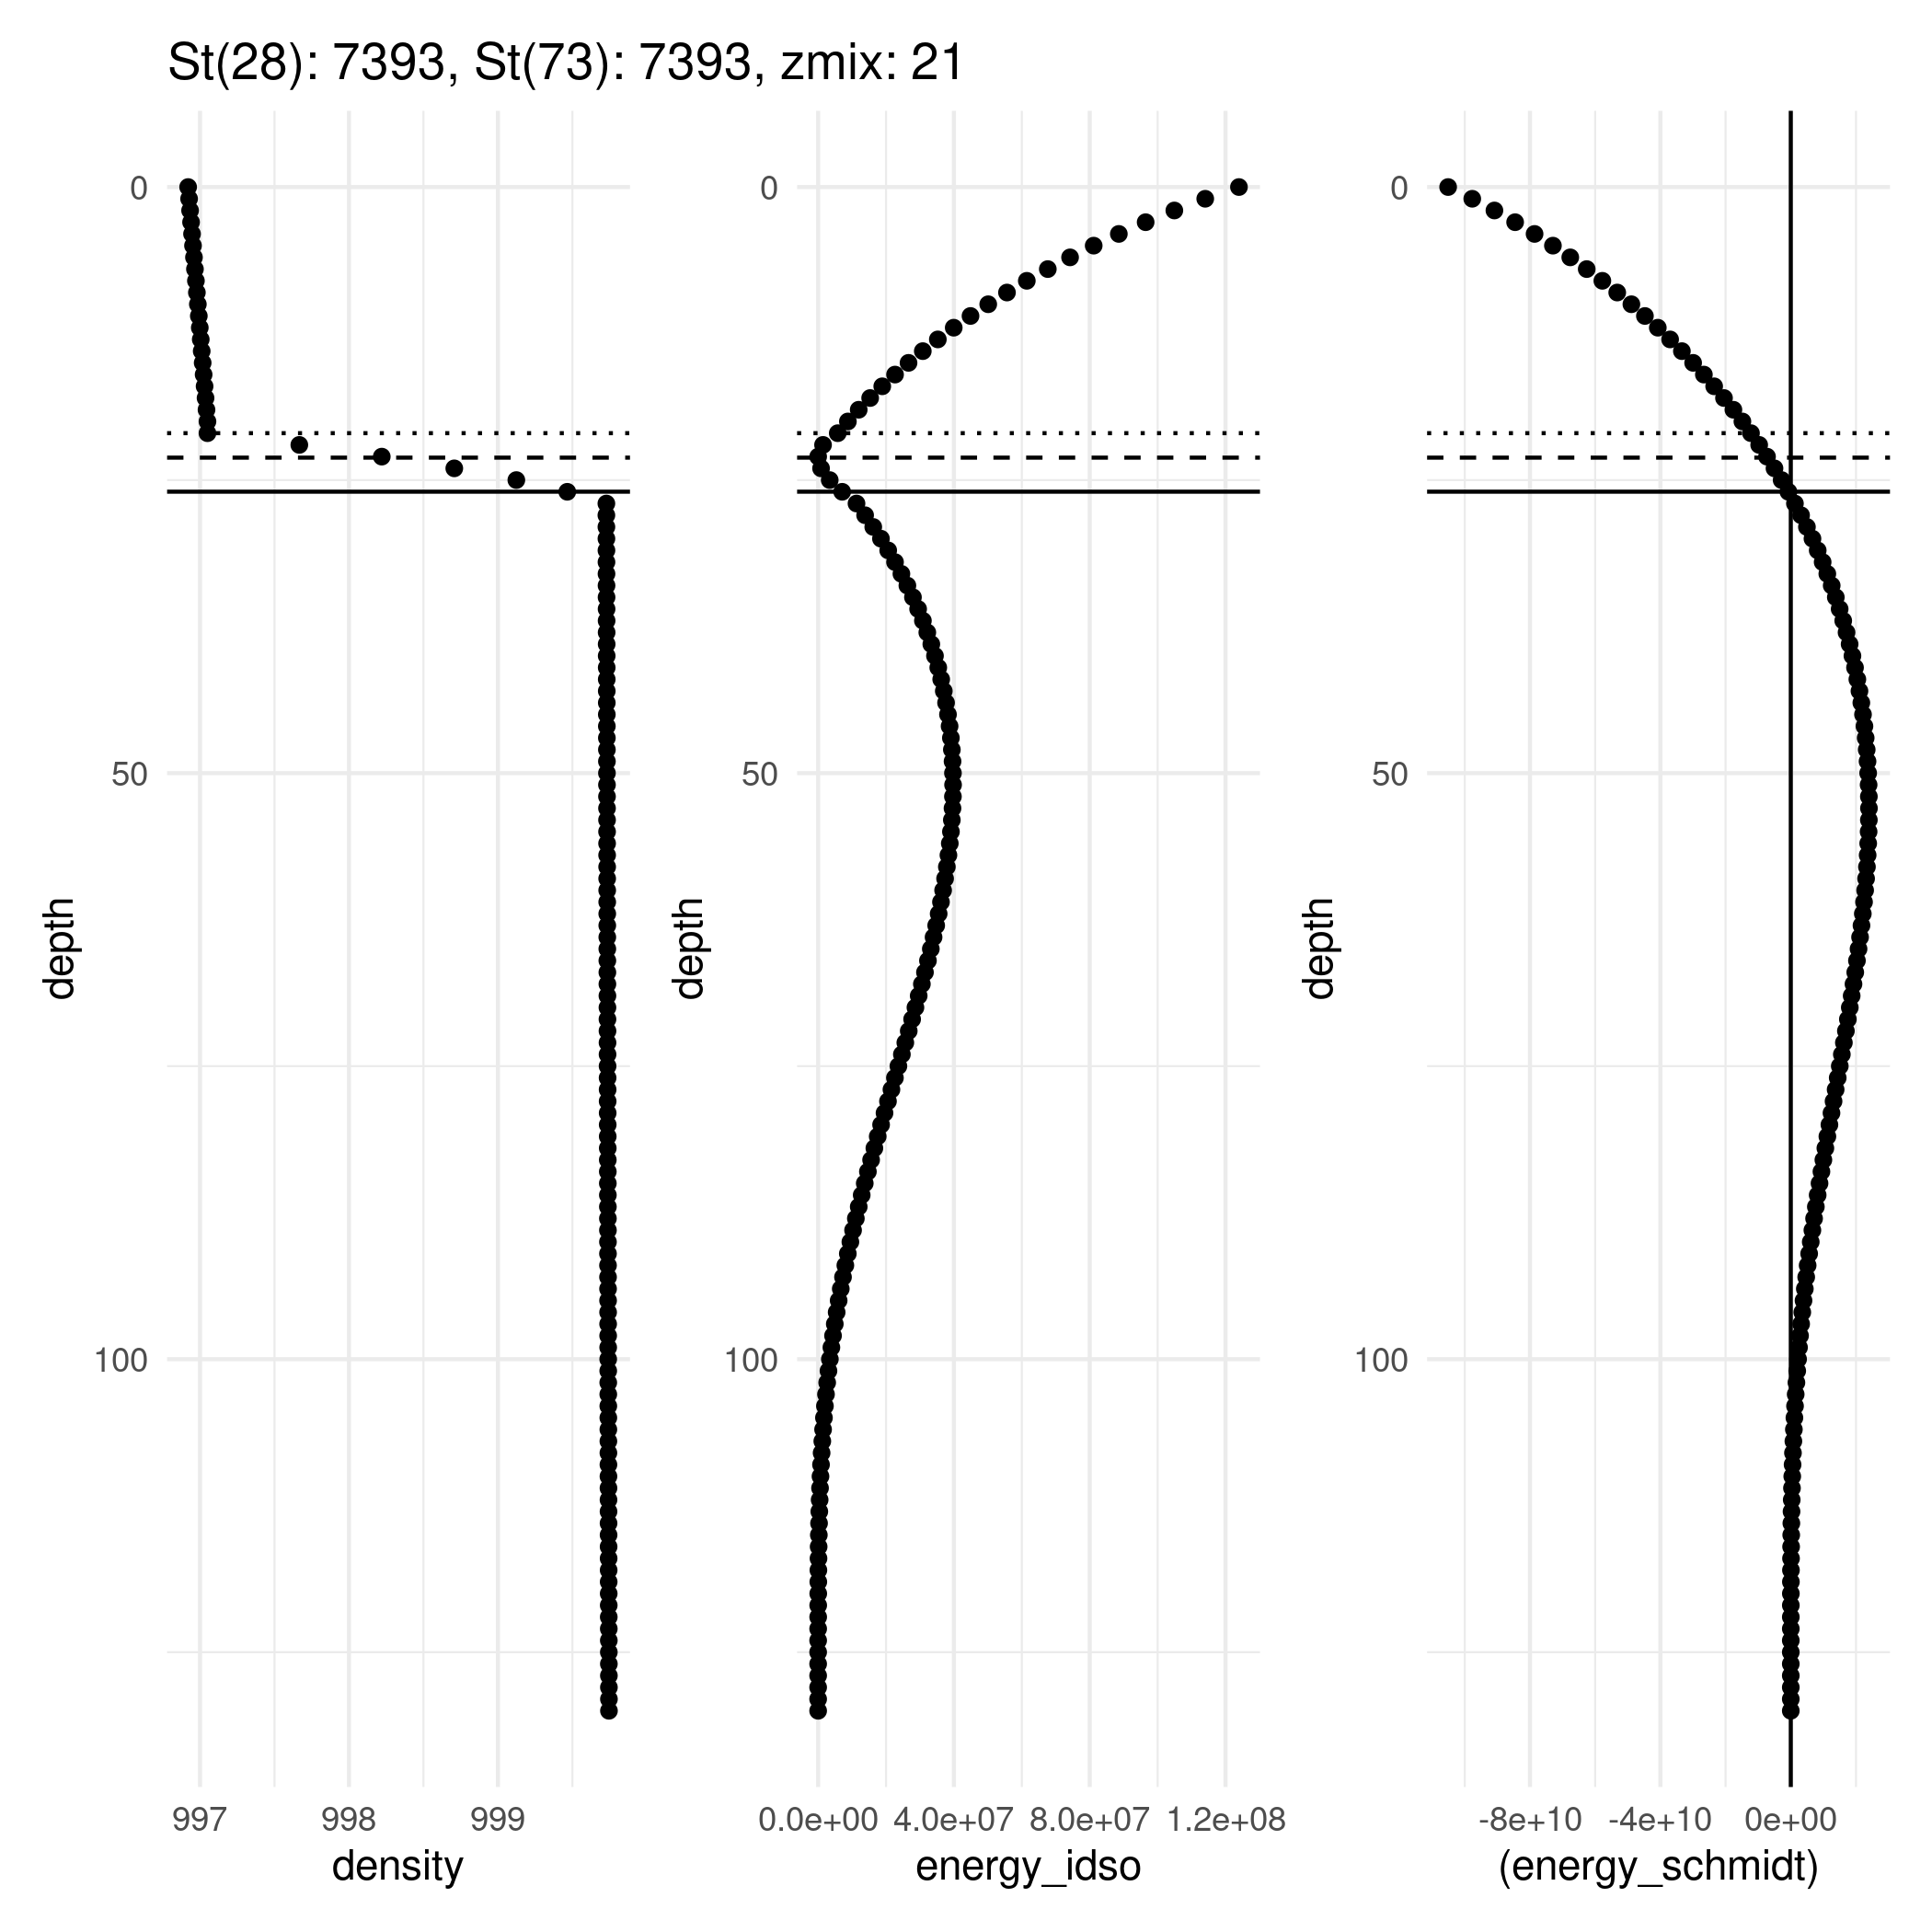 St(28): 7393, St(73): 7393, zmix: 21
0
50
100
depth
997 998 999
density
0
50
100
depth
0.0e+00 4.0e+07 8.0e+07 1.2e+08
energy_idso
0
50
100
depth
-8e+10 -4e+10 0e+00
(energy_schmidt)